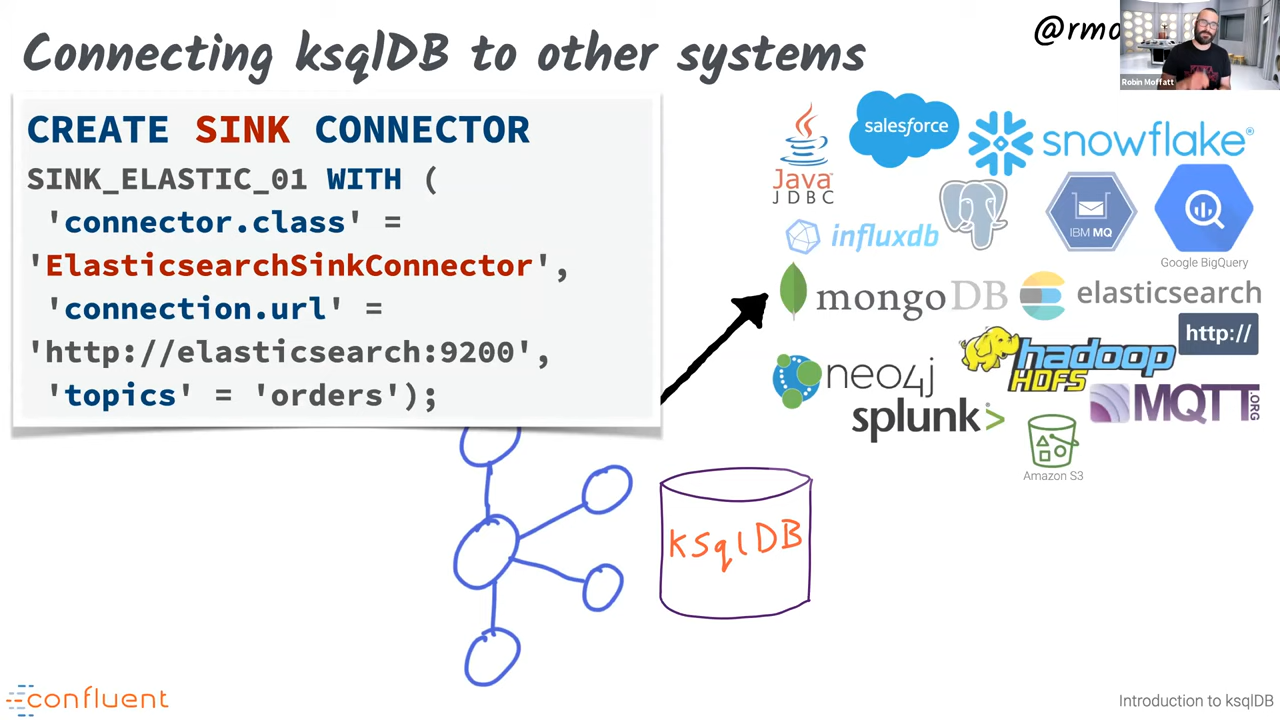 Connecting ksqlDB to other systems
@rmo
Robin Moffatt
CREATE SINK CONNECTOR
SINK_ELASTIC_01 WITH (
'connector.class' =
'ElasticsearchSinkConnector',
'connection.url' =
'http://elasticsearch:9200',
'topics' = 'orders');
Java
JDBC
salesforce
snowflake®
influxdb
IBM MQ
Google BigQuery
mongoDB
elasticsearch
http://
neo4j
hadoop
HDFS
splunk>
MQTT.ORG
Amazon S3
ksqlDB
confluent
Introduction to ksqlDB